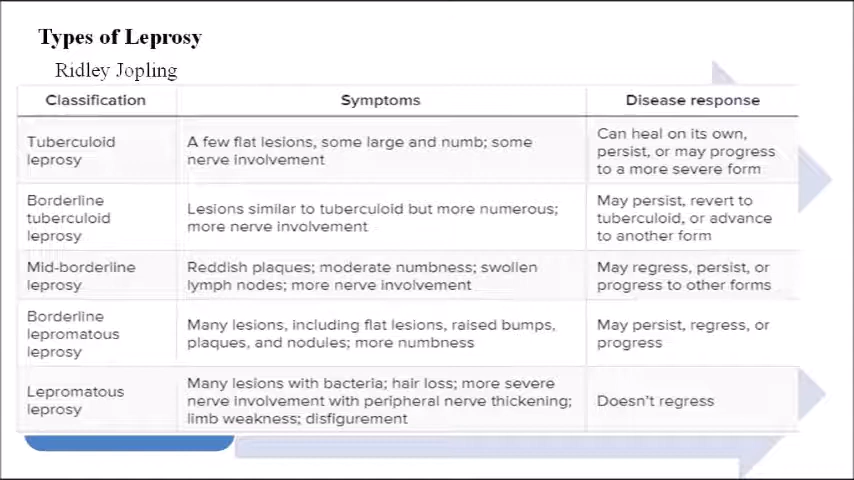 Types of Leprosy
Ridley Jopling
Classification Symptoms Disease response
Tuberculoid
leprosy
A few flat lesions, some large and numb; some
nerve involvement
Can heal on its own,
persist, or may progress
to a more severe form
Borderline
tuberculoid
leprosy
Lesions similar to tuberculoid but more numerous;
more nerve involvement
May persist, revert to
tuberculoid, or advance
to another form
Mid-borderline
leprosy
Reddish plaques; moderate numbness; swollen
lymph nodes; more nerve involvement
May regress, persist, or
progress to other forms
Borderline
lepromatous
leprosy
Many lesions, including flat lesions, raised bumps,
plaques, and nodules; more numbness
May persist, regress, or
progress
Lepromatous
leprosy
Many lesions with bacteria; hair loss; more severe
nerve involvement with peripheral nerve thickening;
limb weakness; disfigurement
Doesn't regress